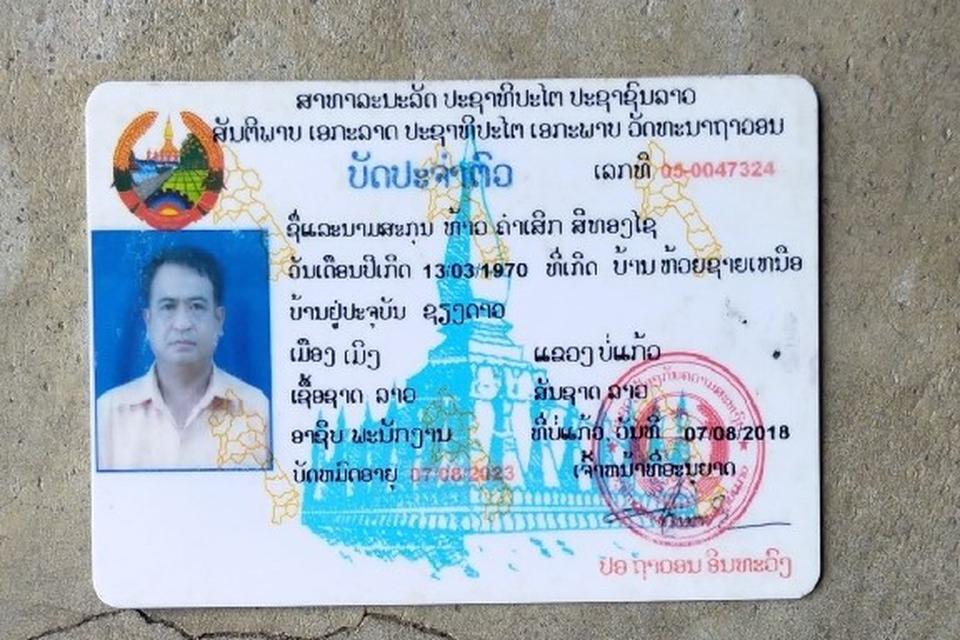 ສາທາລະນະລັດ ປະຊາທິປະໄຕ ປະຊາຊົນລາວ
ສັນຕິພາບ ເອກະລາດ ປະຊາທິປະໄຕ ເອກະພາບ ວັດທະນາຖາວອນ
ບັດປະຈຳຕົວ ເລກທີ 05-0047324
ຊື່ແລະນາມສະກຸນ ທ້າວ ຄຳເສິກ ສີທອງໄຊ
ວັນເດືອນປີເກີດ 13/03/1970 ທີ່ເກີດ ບ້ານ ຫ້ວຍຊາຍເໜືອ
ບ້ານຢູ່ປະຈຸບັນ ຊຽງດາວ
ເມືອງ ເມິງ ແຂວງ ບໍ່ແກ້ວ
ເຊື້ອຊາດ ລາວ ສັນຊາດ ລາວ
ອາຊີບ ພະນັກງານ ທີ່ບໍ່ແກ້ວ ວັນທີ 07/08/2018
ບັດຫມົດອາຍຸ 07/08/2023 ເຈົ້າຫນ້າທີ່ອະນຸຍາດ
ປອ ຖາວອນ ອິນທະວົງ